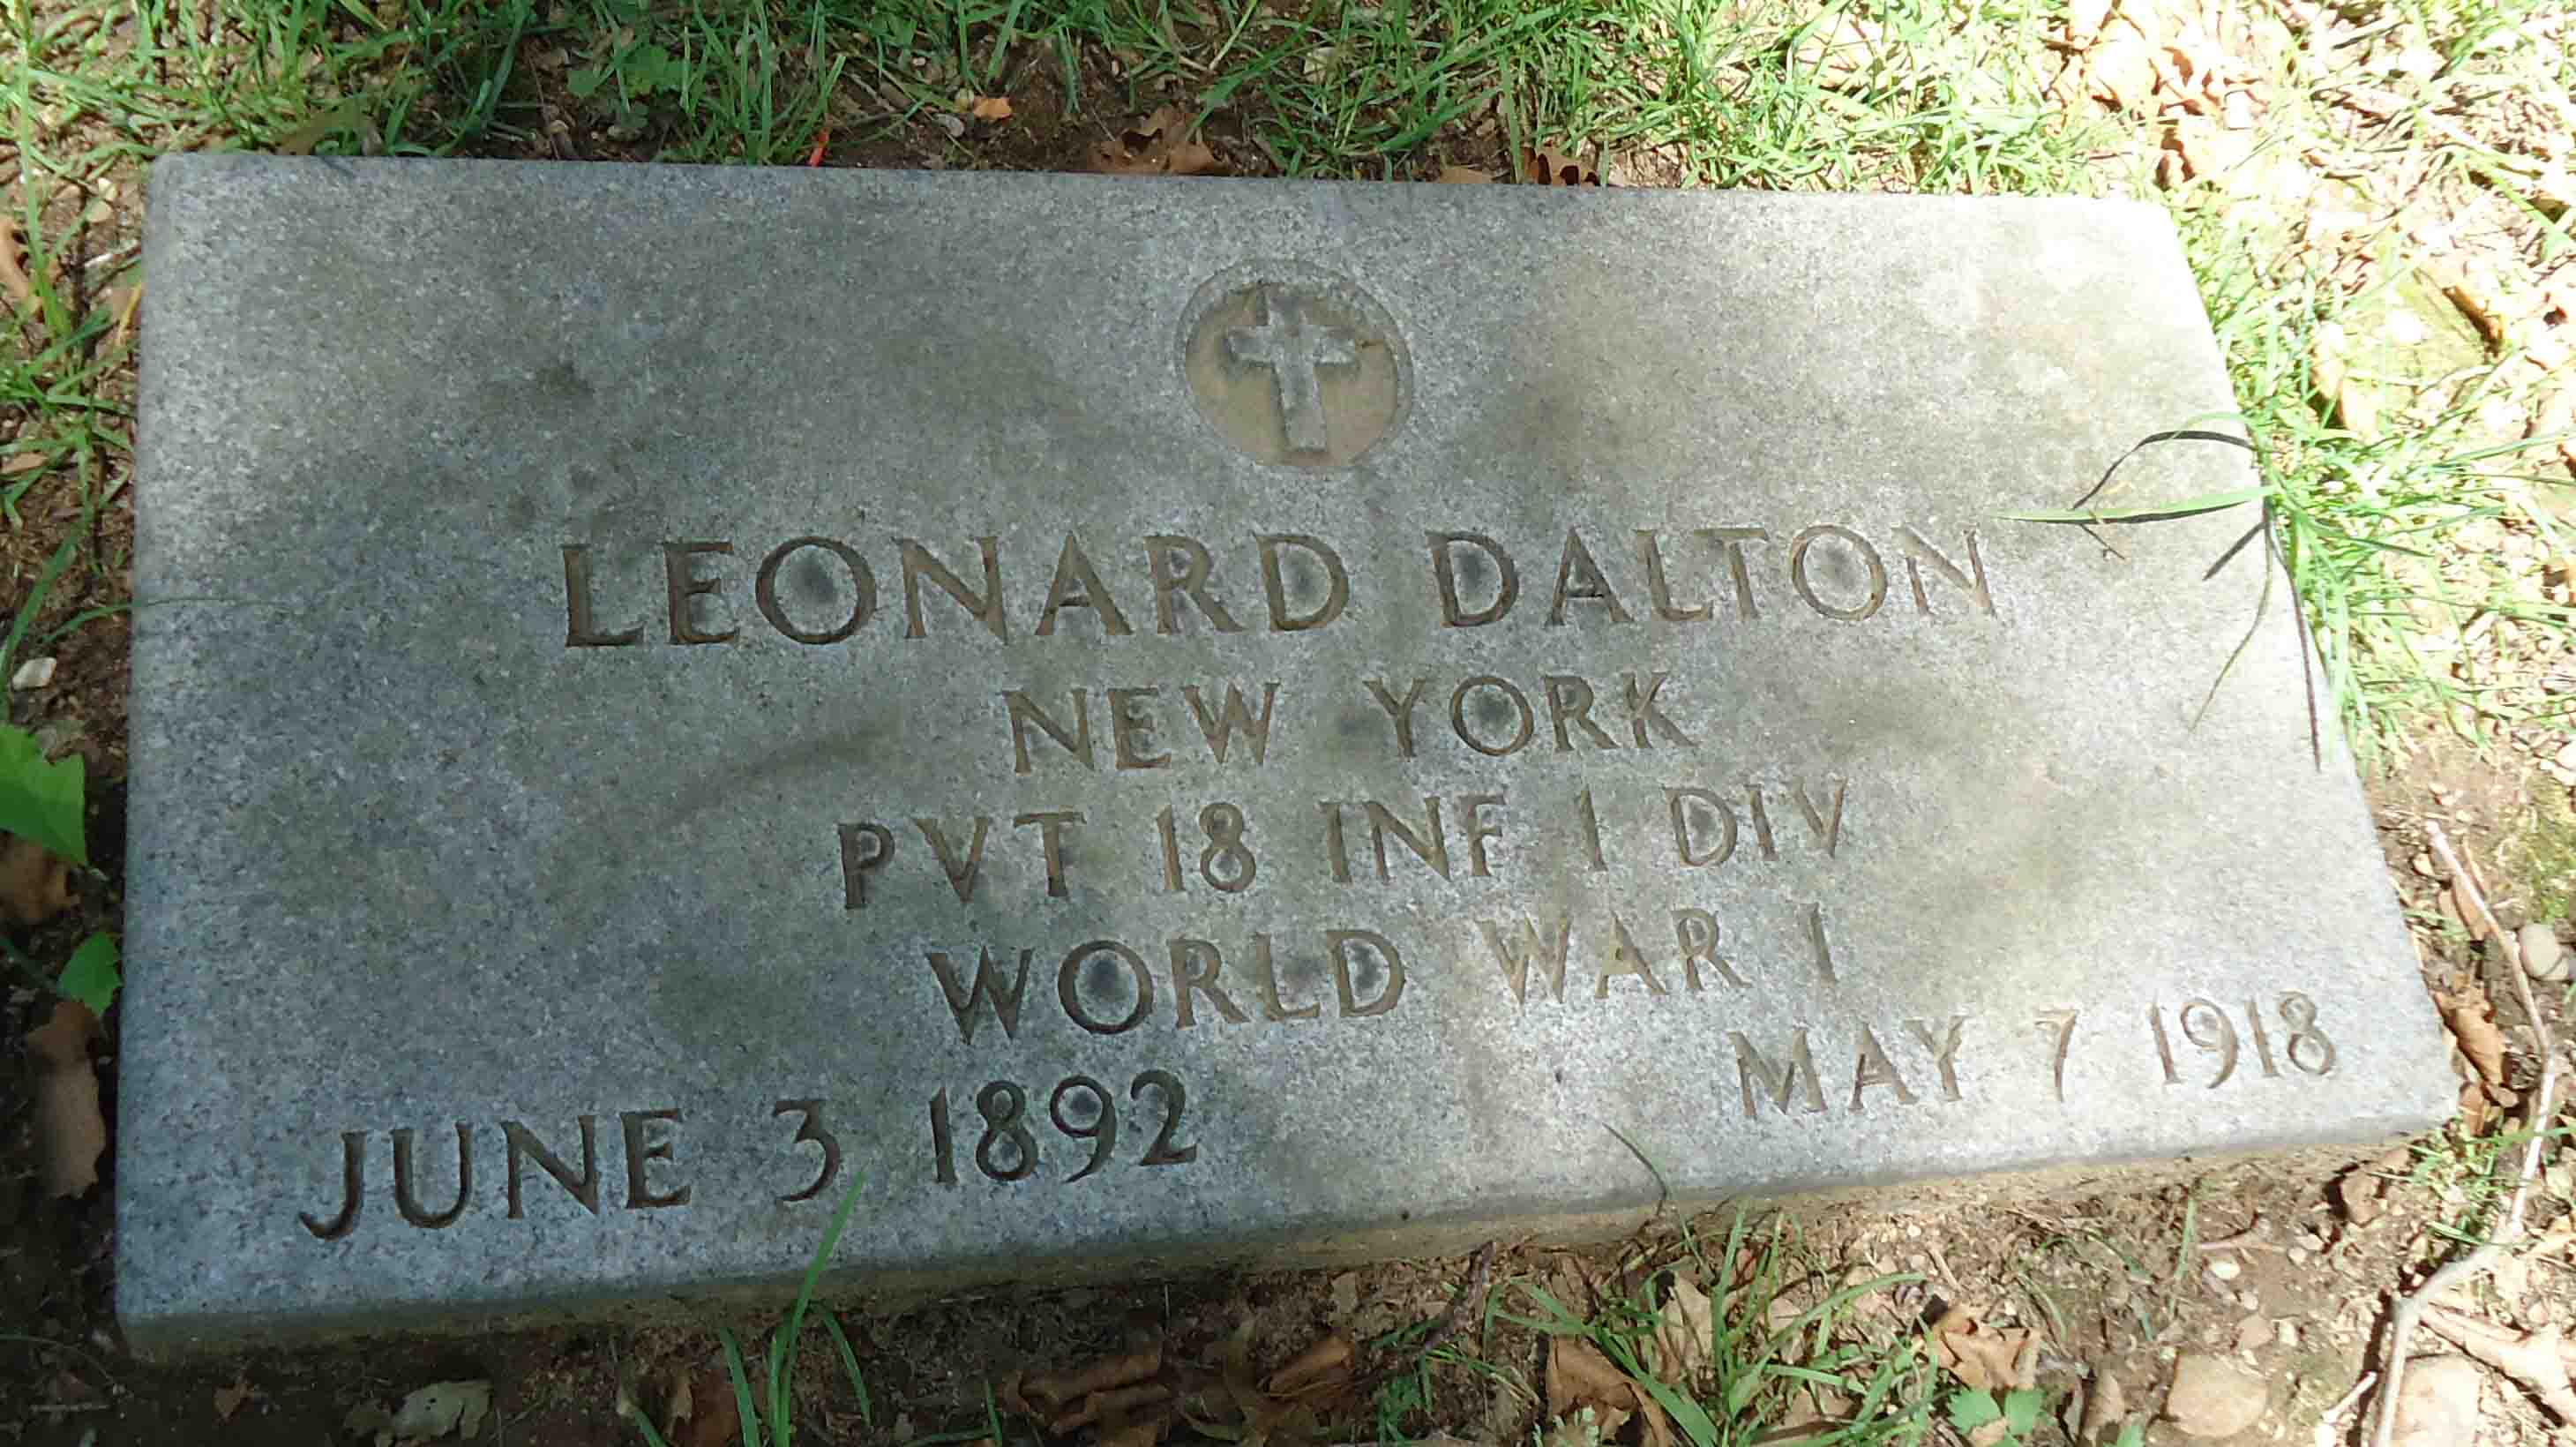 LEONARD DALTON
NEW YORK
PVT 18 INF 1 DIV
WORLD WAR I
JUNE 3 1892 MAY 7 1918